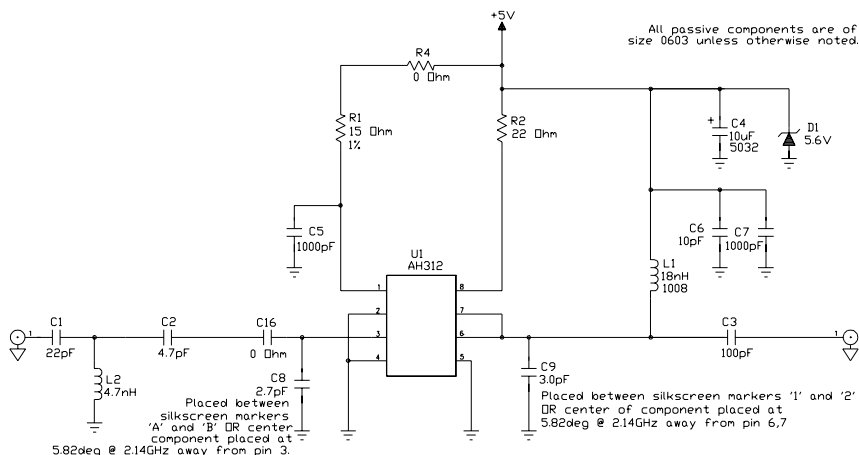 +5V
All passive components are of
size 0603 unless otherwise noted.
R4
0 Ohm
R1
15 Ohm
1%
R2
22 Ohm
+
C4
10uF
5032
D1
5.6V
C5
1000pF
C6
10pF
C7
1000pF
U1
AH312
L1
18nH
1008
1
8
2
7
3
6
4
5
1
C1
22pF
C2
4.7pF
C16
0 Ohm
C3
100pF
1
L2
4.7nH
C8
2.7pF
C9
3.0pF
Placed between
silkscreen markers
'A' and 'B' OR center
component placed at
5.82deg @ 2.14GHz away from pin 3.
Placed between silkscreen markers '1' and '2'
OR center of component placed at
5.82deg @ 2.14GHz away from pin 6,7